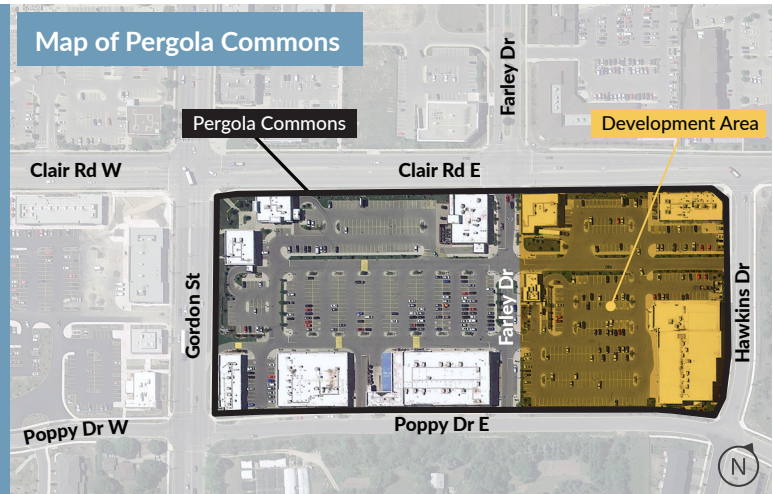 Map of Pergola Commons
Farley Dr
Pergola Commons
Development Area
Clair Rd W
Clair Rd E
Gordon St
Farley Dr
Hawkins Dr
Poppy Dr W
Poppy Dr E
N